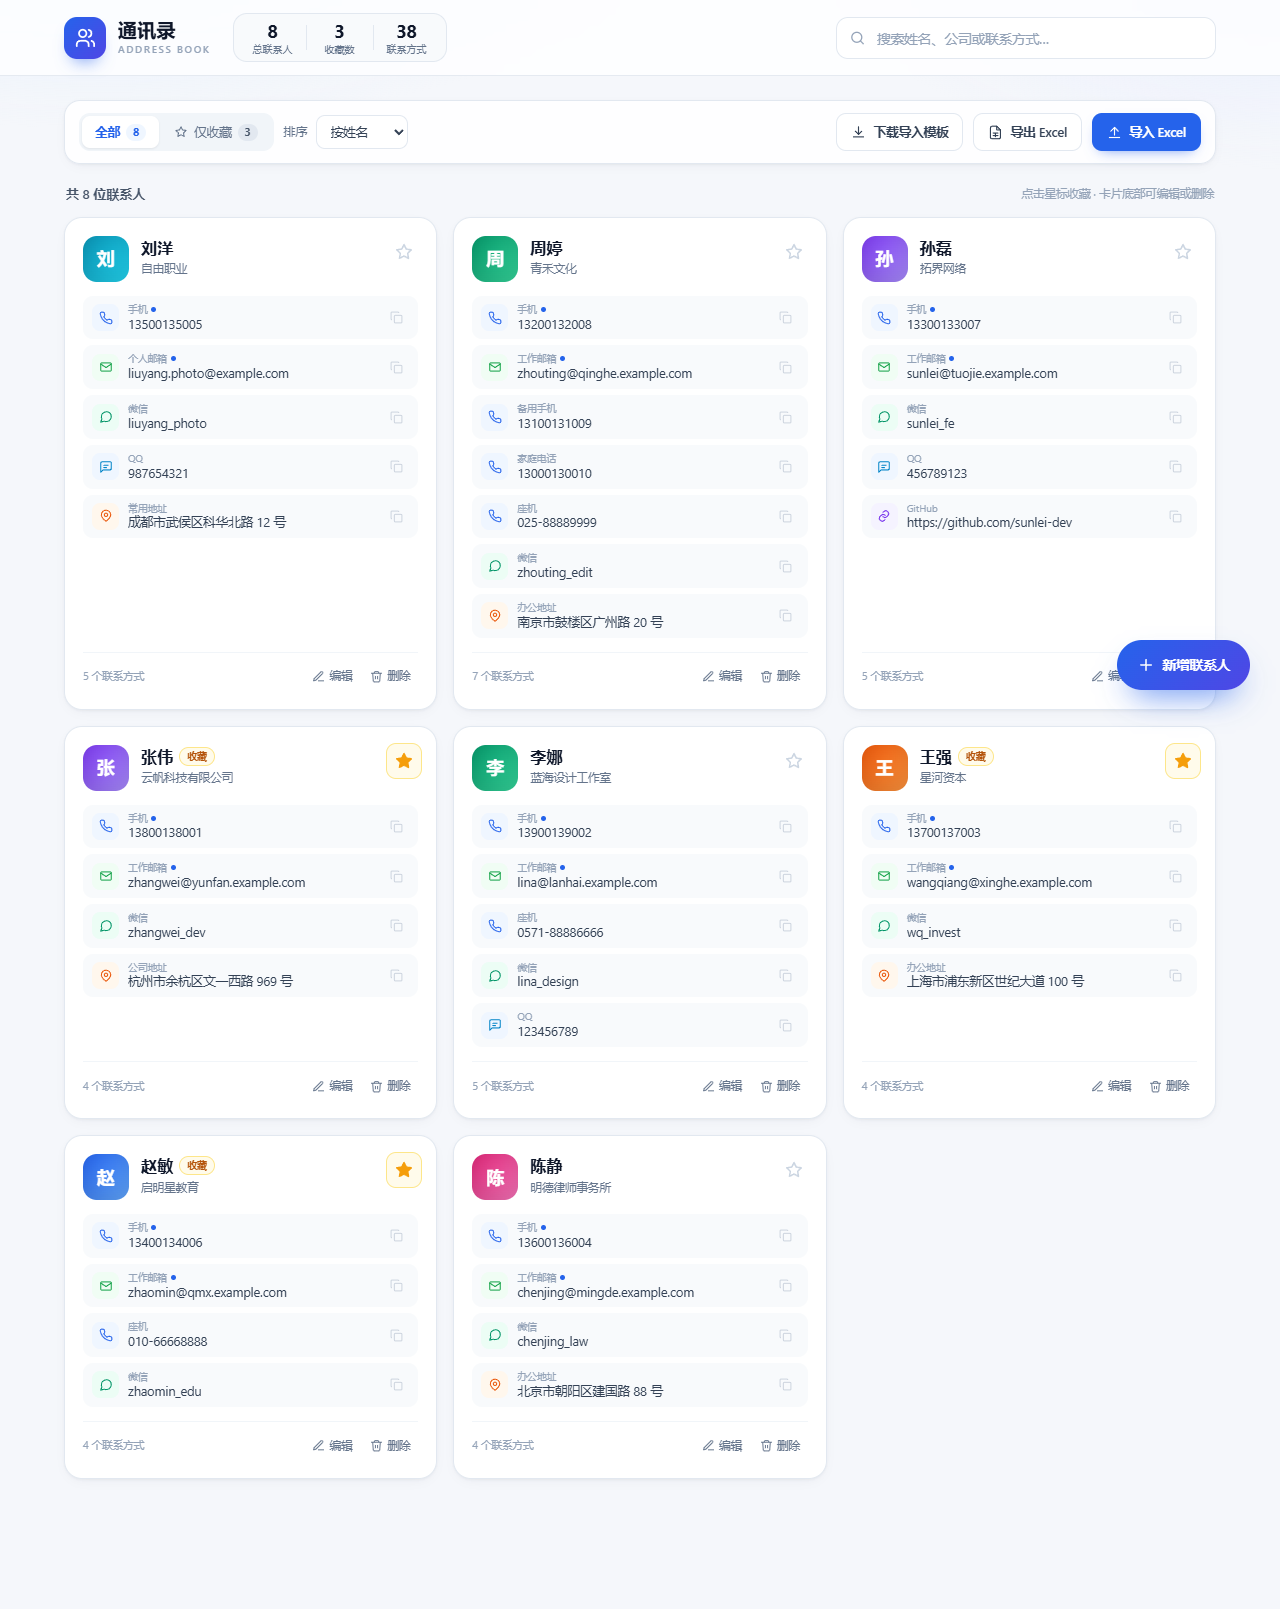 通讯录
ADDRESS BOOK
8
总联系人
3
收藏数
38
联系方式
搜索姓名、公司或联系方式...
全部 8
仅收藏 3
排序
按姓名
下载导入模板
导出 Excel
导入 Excel
共 8 位联系人
点击星标收藏 · 卡片底部可编辑或删除
刘
刘洋
自由职业
手机
13500135005
个人邮箱
liuyang.photo@example.com
微信
liuyang_photo
QQ
987654321
常用地址
成都市武侯区科华北路 12 号
5 个联系方式
编辑
删除
周
周婷
青禾文化
手机
13200132008
工作邮箱
zhouting@qinghe.example.com
备用手机
13100131009
家庭电话
13000130010
座机
025-88889999
微信
zhouting_edit
办公地址
南京市鼓楼区广州路 20 号
7 个联系方式
编辑
删除
孙
孙磊
拓界网络
手机
13300133007
工作邮箱
sunlei@tuojie.example.com
微信
sunlei_fe
QQ
456789123
GitHub
https://github.com/sunlei-dev
5 个联系方式
新增联系人
张
张伟 收藏
云帆科技有限公司
手机
13800138001
工作邮箱
zhangwei@yunfan.example.com
微信
zhangwei_dev
公司地址
杭州市余杭区文一西路 969 号
4 个联系方式
编辑
删除
李
李娜
蓝海设计工作室
手机
13900139002
工作邮箱
lina@lanhai.example.com
座机
0571-88886666
微信
lina_design
QQ
123456789
5 个联系方式
编辑
删除
王
王强 收藏
星河资本
手机
13700137003
工作邮箱
wangqiang@xinghe.example.com
微信
wq_invest
办公地址
上海市浦东新区世纪大道 100 号
4 个联系方式
编辑
删除
赵
赵敏 收藏
启明星教育
手机
13400134006
工作邮箱
zhaomin@qmx.example.com
座机
010-66668888
微信
zhaomin_edu
4 个联系方式
编辑
删除
陈
陈静
明德律师事务所
手机
13600136004
工作邮箱
chenjing@mingde.example.com
微信
chenjing_law
办公地址
北京市朝阳区建国路 88 号
4 个联系方式
编辑
删除